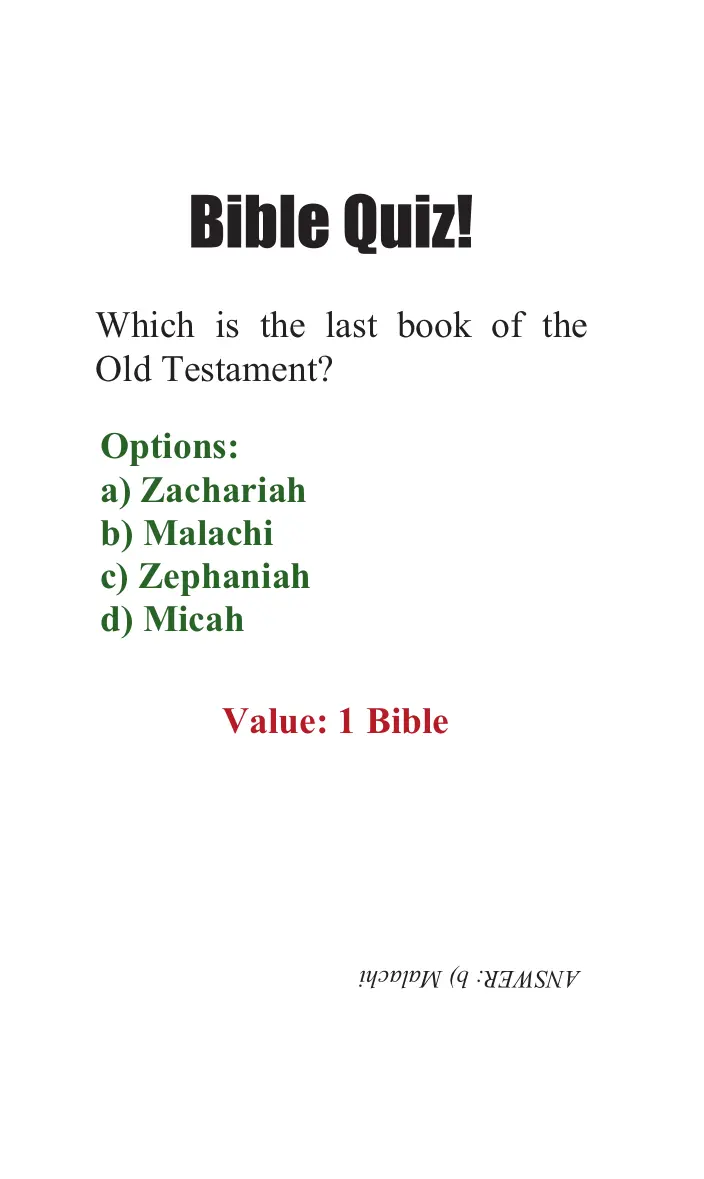 Bible Quiz!
Which is the last book of the
Old Testament?
Options:
a) Zachariah
b) Malachi
c) Zephaniah
d) Micah
Value: 1 Bible
ANSWER: b) Malachi